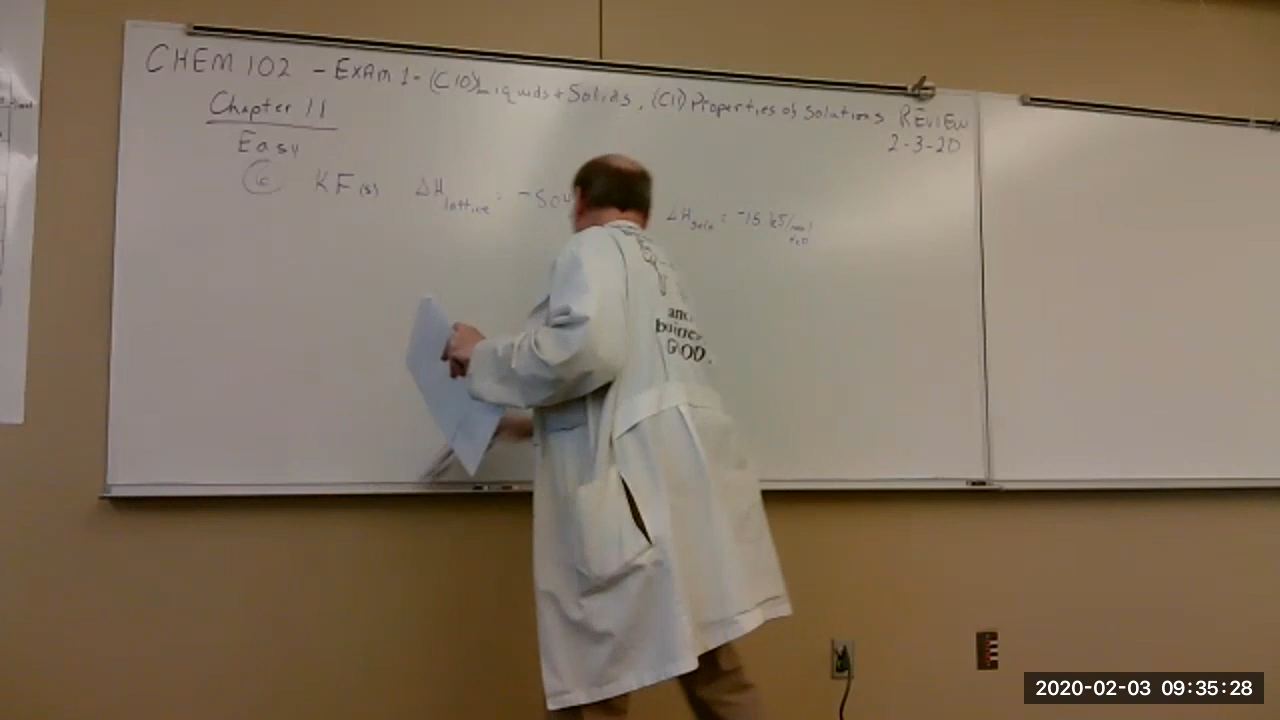 CHEM 102 - EXAM 1 - (C10) Liquids + Solids, (C11) Properties of Solutions REVIEW
2-3-20
Chapter 11
Easy
KF(s) ΔH lattice = -804 ΔH soln = -15 kJ/mol
and
GOOD.
2020-02-03 09:35:28